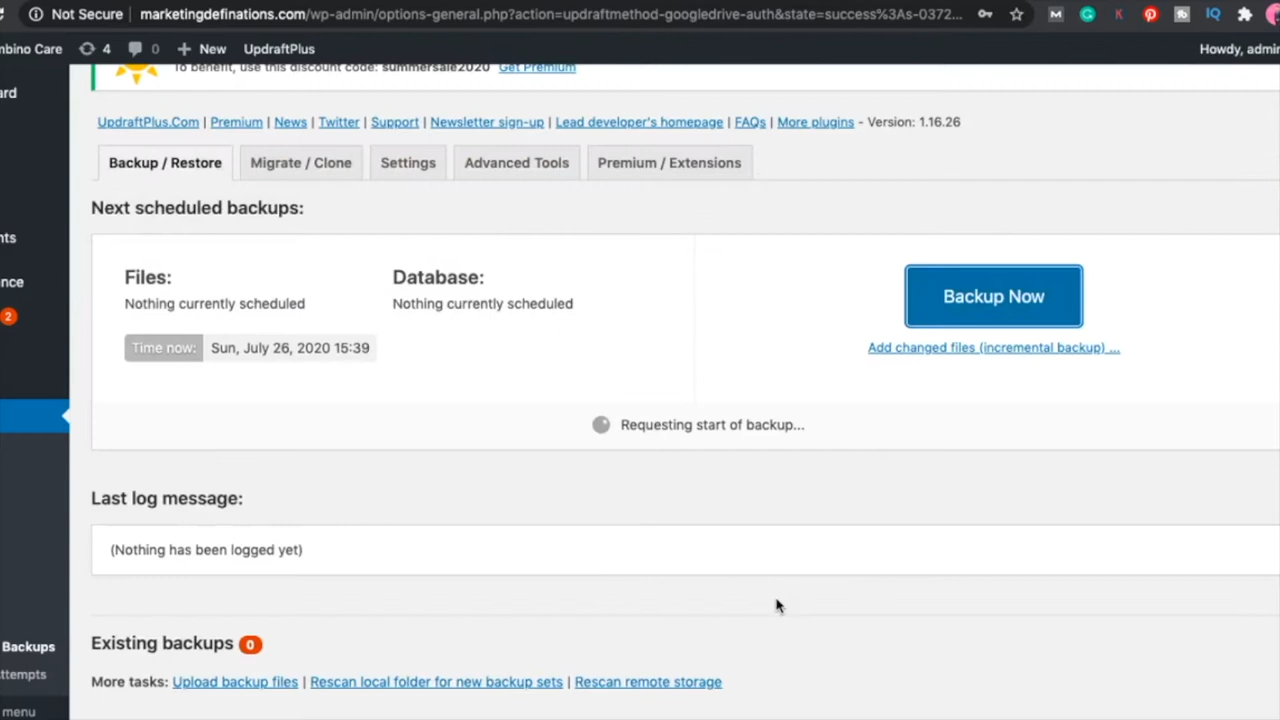 Not Secure marketingdefinations.com/wp-admin/options-general.php?action=updraftmethod-googledrive-auth&state=success%3As-0372...
mbino Care 4 0 + New UpdraftPlus Howdy, admin
To benefit, use this discount code: summersale2020 Get Premium
ard
UpdraftPlus.Com | Premium | News | Twitter | Support | Newsletter sign-up | Lead developer's homepage | FAQs | More plugins - Version: 1.16.26
Backup / Restore Migrate / Clone Settings Advanced Tools Premium / Extensions
Next scheduled backups:
nts
Files: Database:
nce
Nothing currently scheduled Nothing currently scheduled
Backup Now
2
Time now: Sun, July 26, 2020 15:39
Add changed files (incremental backup) ...
Requesting start of backup...
Last log message:
(Nothing has been logged yet)
Existing backups 0
Backups
ttempts
More tasks: Upload backup files | Rescan local folder for new backup sets | Rescan remote storage
menu